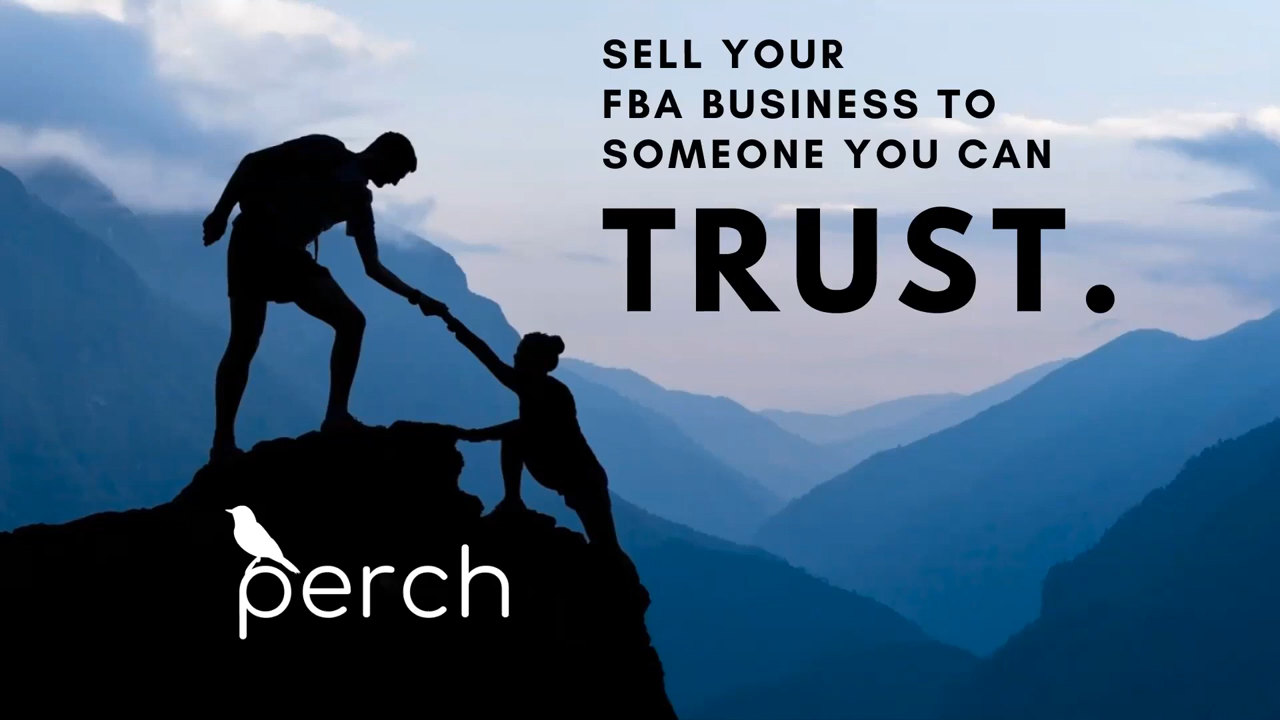 SELL YOUR
FBA BUSINESS TO
SOMEONE YOU CAN
TRUST.
perch